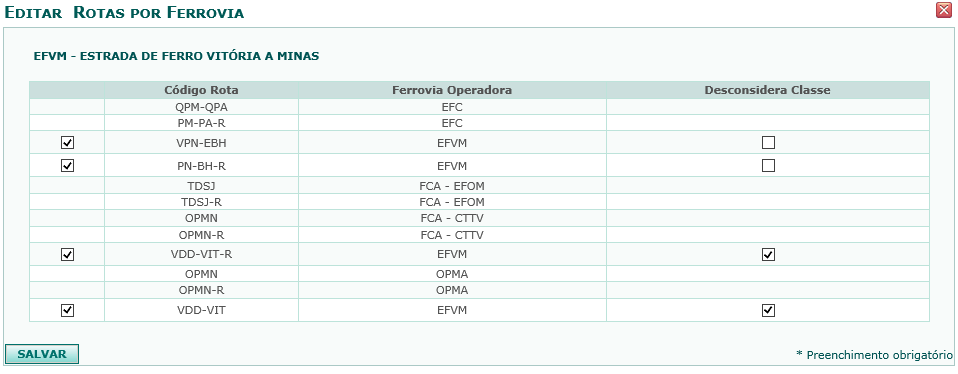 Editar Rotas por Ferrovia
EFVM - ESTRADA DE FERRO VITÓRIA A MINAS
Código Rota Ferrovia Operadora Desconsidera Classe
QPM-QPA EFC
PM-PA-R EFC
VPN-EBH EFVM
PN-BH-R EFVM
TDSJ FCA - EFOM
TDSJ-R FCA - EFOM
OPMN FCA - CTTV
OPMN-R FCA - CTTV
VDD-VIT-R EFVM
OPMN OPMA
OPMN-R OPMA
VDD-VIT EFVM
SALVAR * Preenchimento obrigatório